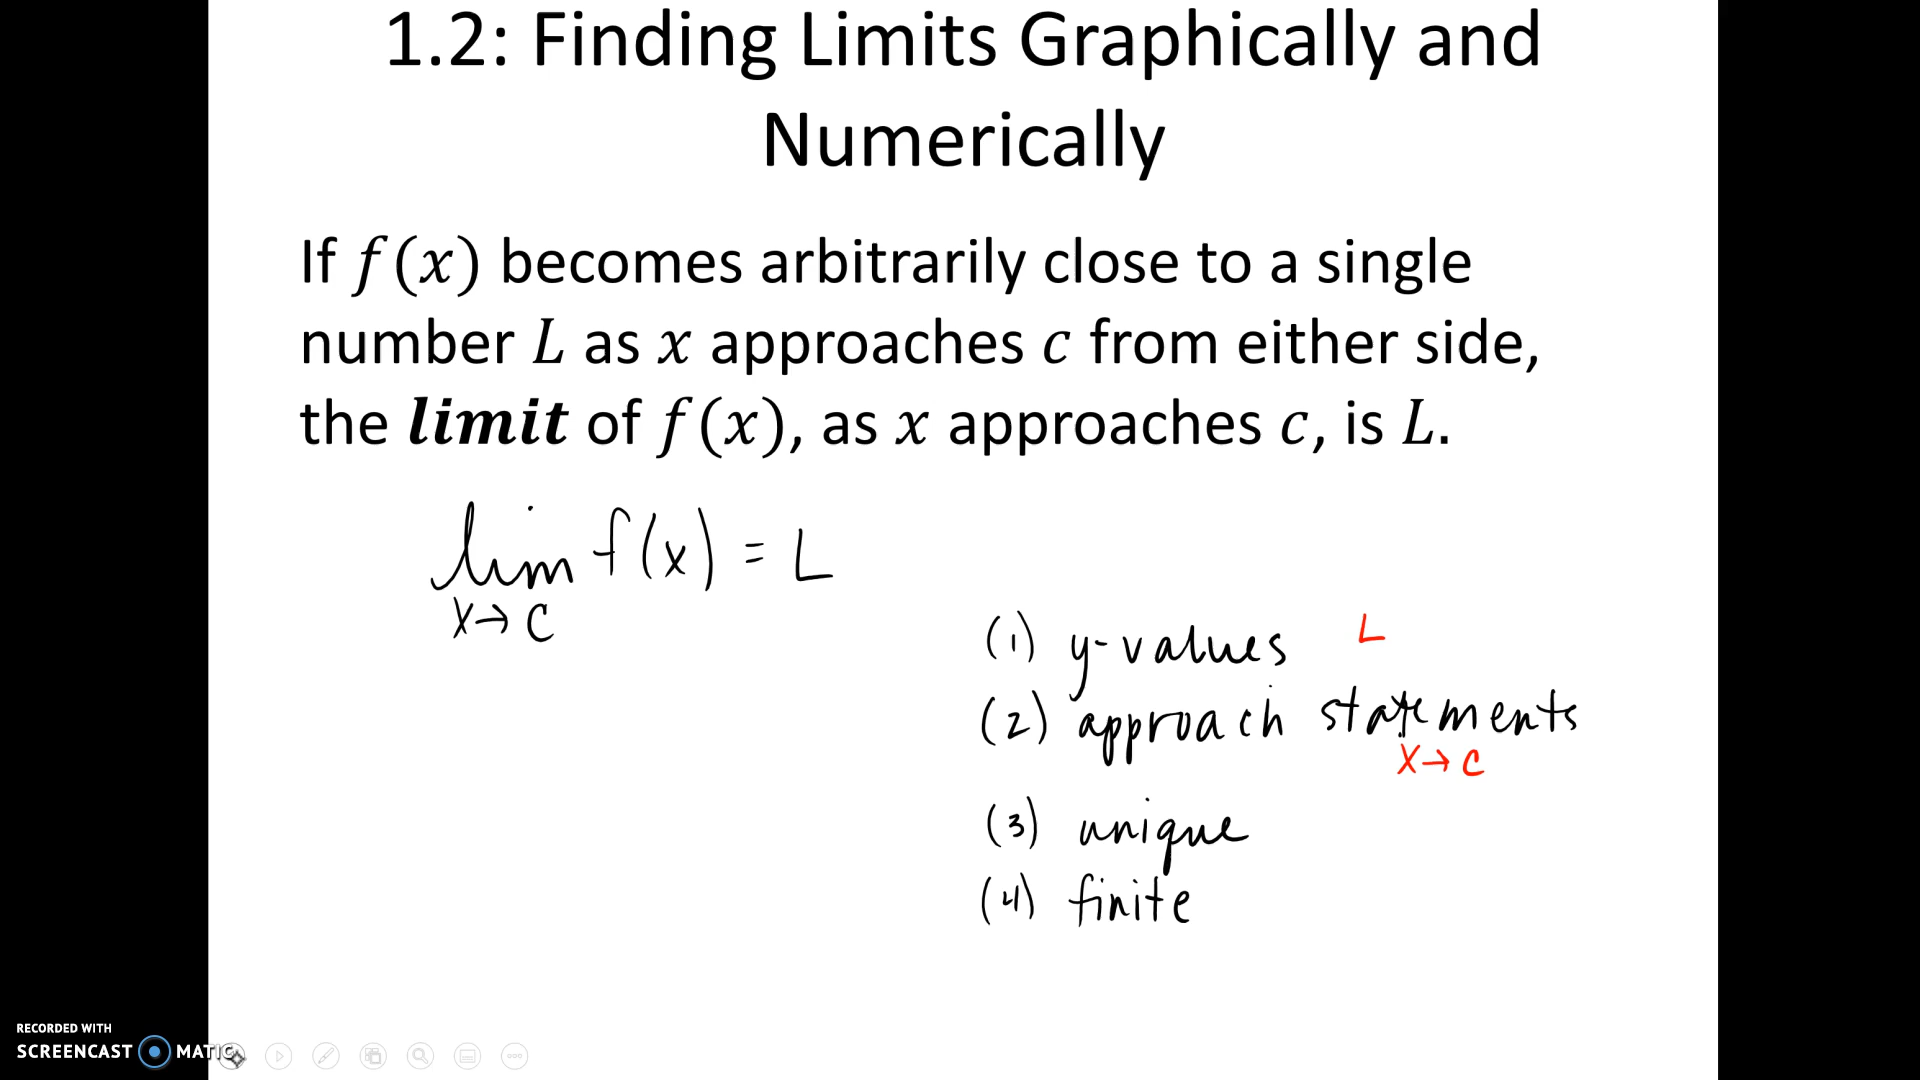 1.2: Finding Limits Graphically and
Numerically
If f(x) becomes arbitrarily close to a single
number L as x approaches c from either side,
the limit of f(x), as x approaches c, is L.
lim f(x) = L
x→c
(1) y-values L
(2) approach statements
x→c
(3) unique
(4) finite
RECORDED WITH
SCREENCAST MATIC